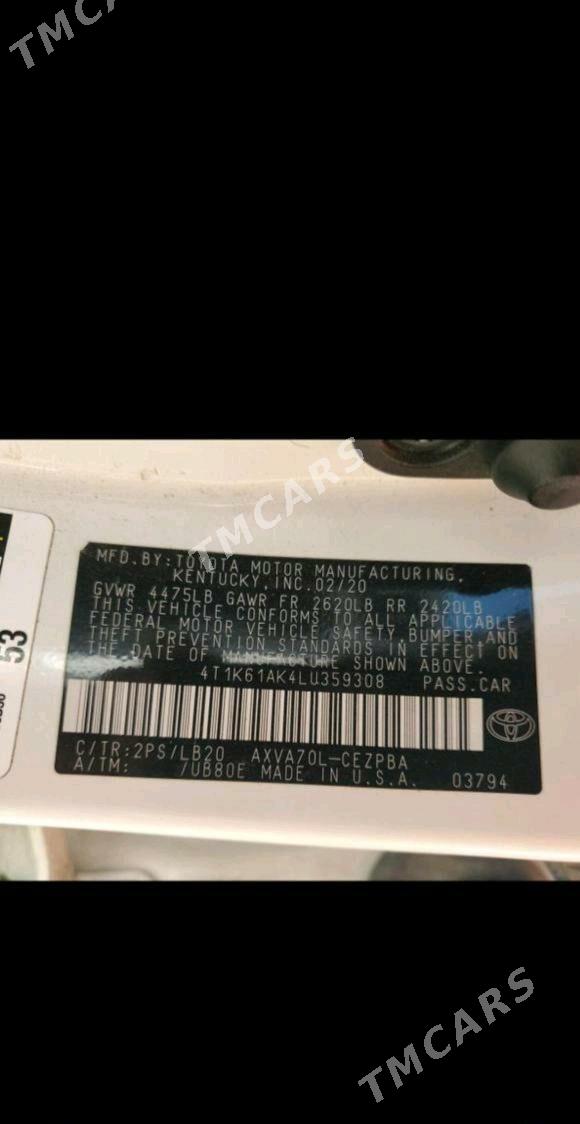 TMCARS
TMCARS
MFD.BY:TOYOTA MOTOR MANUFACTURING,
KENTUCKY,INC.02/20
GVWR 4475LB GAWR FR 2620LB RR 2420LB
THIS VEHICLE CONFORMS TO ALL APPLICABLE
FEDERAL MOTOR VEHICLE SAFETY,BUMPER AND
THEFT PREVENTION STANDARDS IN EFFECT ON
THE DATE OF MANUFACTURE SHOWN ABOVE.
4T1K61AK4LU359308 PASS.CAR
C/TR:2PS/LB20 AXVA70L-CEZPBA
A/TM: /UB80E MADE IN U.S.A. 03794
53
TMCARS